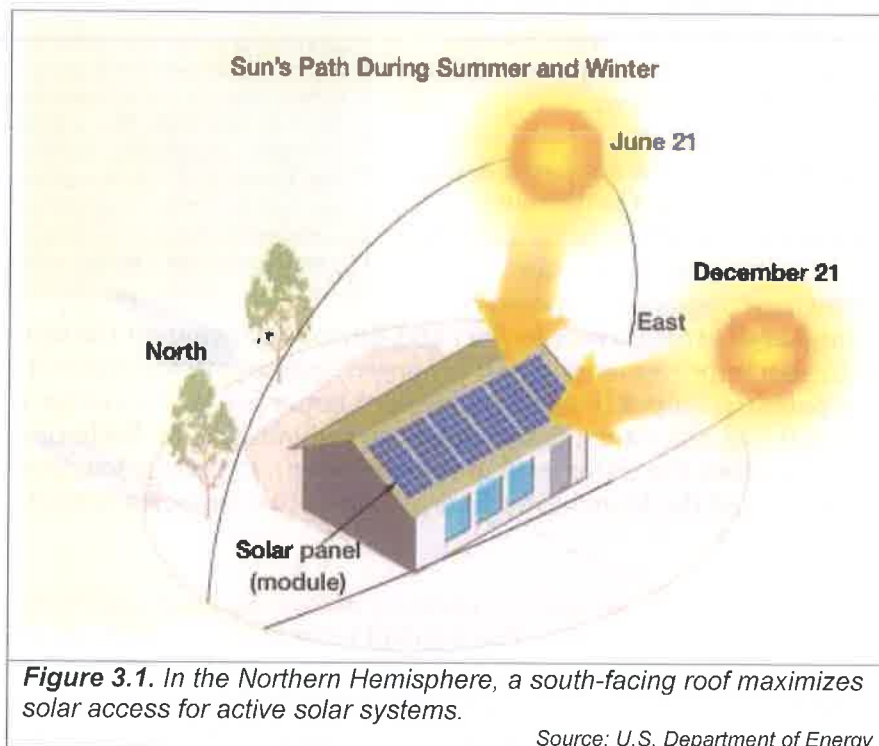 Sun's Path During Summer and Winter
June 21
December 21
East
North
Solar panel
(module)
Figure 3.1. In the Northern Hemisphere, a south-facing roof maximizes
solar access for active solar systems.
Source: U.S. Department of Energy